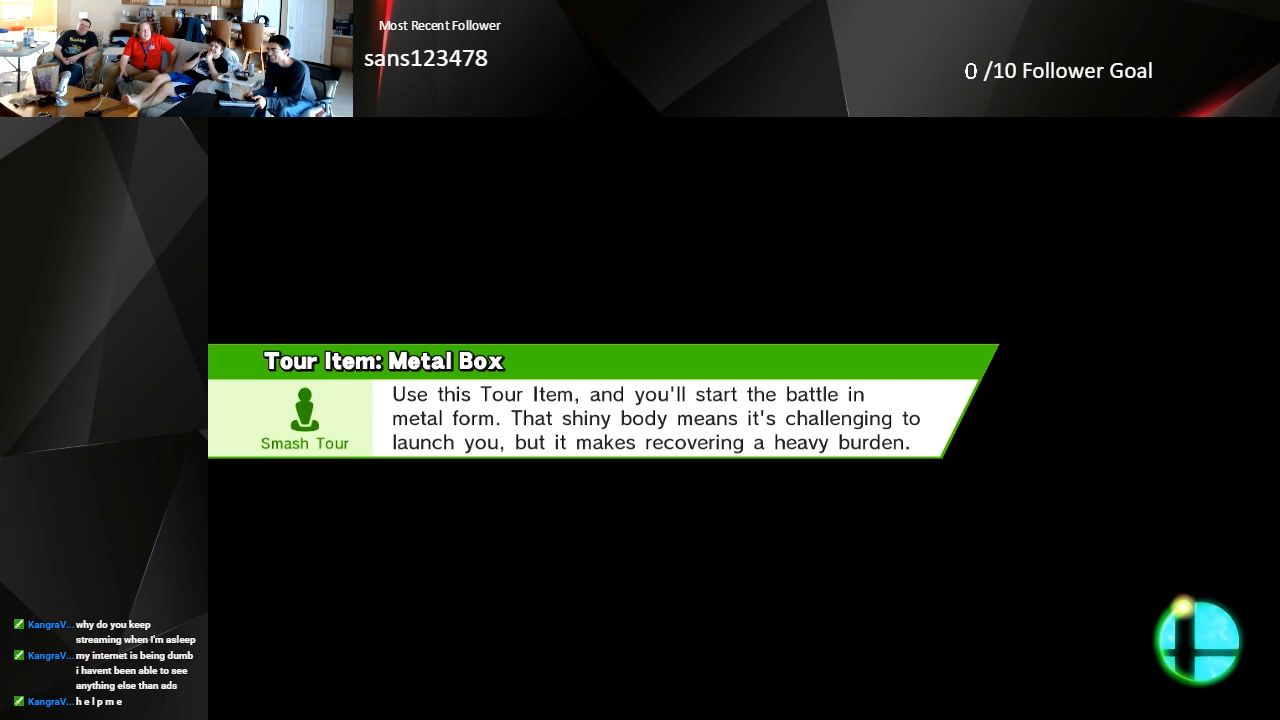 Most Recent Follower
sans123478
0 /10 Follower Goal
Tour Item: Metal Box
Smash Tour
Use this Tour Item, and you'll start the battle in
metal form. That shiny body means it's challenging to
launch you, but it makes recovering a heavy burden.
KangraV... why do you keep
streaming when I'm asleep
KangraV... my internet is being dumb
i havent been able to see
anything else than ads
KangraV... h e l p m e